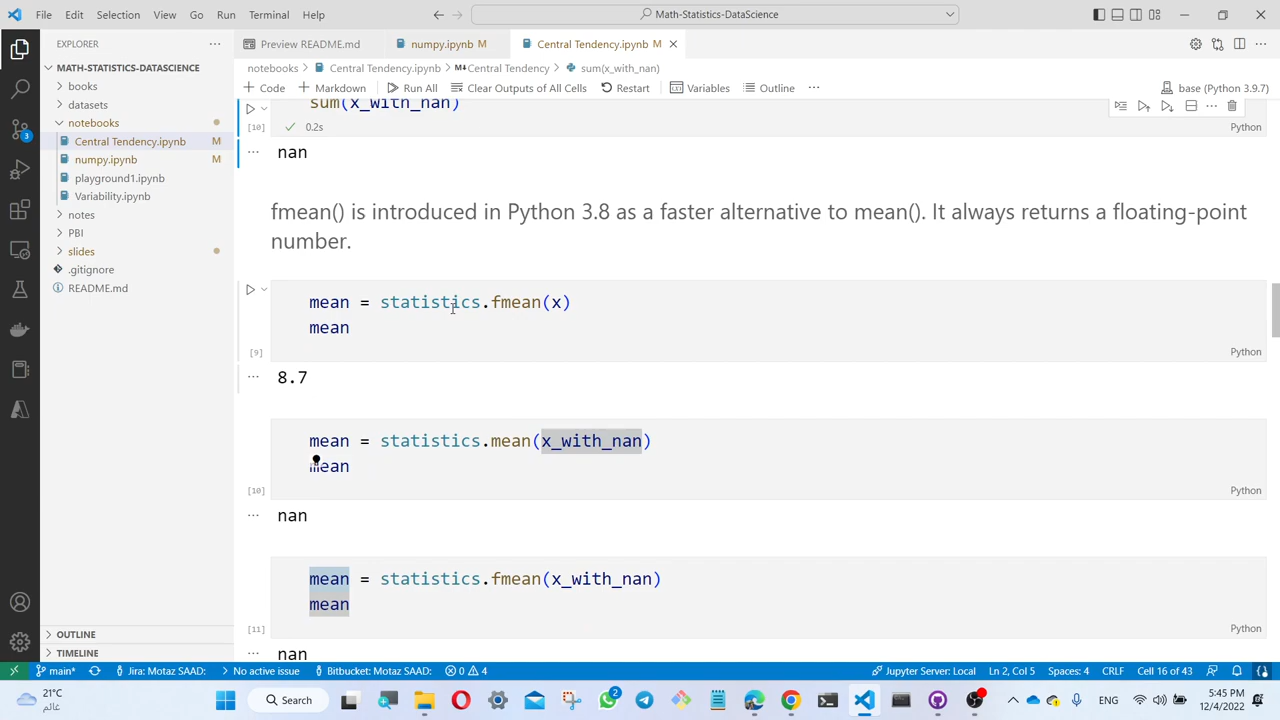 File Edit Selection View Go Run Terminal Help
Math-Statistics-DataScience
EXPLORER
Preview README.md
numpy.ipynb M
Central Tendency.ipynb M
MATH-STATISTICS-DATASCIENCE
books
datasets
notebooks
Central Tendency.ipynb M
numpy.ipynb M
playground1.ipynb
Variability.ipynb
notes
PBI
slides
.gitignore
README.md
OUTLINE
TIMELINE
notebooks > Central Tendency.ipynb > Central Tendency > sum(x_with_nan)
+ Code + Markdown Run All Clear Outputs of All Cells Restart Variables Outline ···
base (Python 3.9.7)
sum(x_with_nan)
[10]
0.2s
Python
nan
fmean() is introduced in Python 3.8 as a faster alternative to mean(). It always returns a floating-point
number.
mean = statistics.fmean(x)
mean
[9]
Python
8.7
mean = statistics.mean(x_with_nan)
mean
[10]
Python
nan
mean = statistics.fmean(x_with_nan)
mean
[11]
Python
nan
3
main* Jira: Motaz SAAD: No active issue Bitbucket: Motaz SAAD: 0 4
Jupyter Server: Local Ln 2, Col 5 Spaces: 4 CRLF Cell 16 of 43
21°C
غائم
Search
2
ENG
5:45 PM
12/4/2022